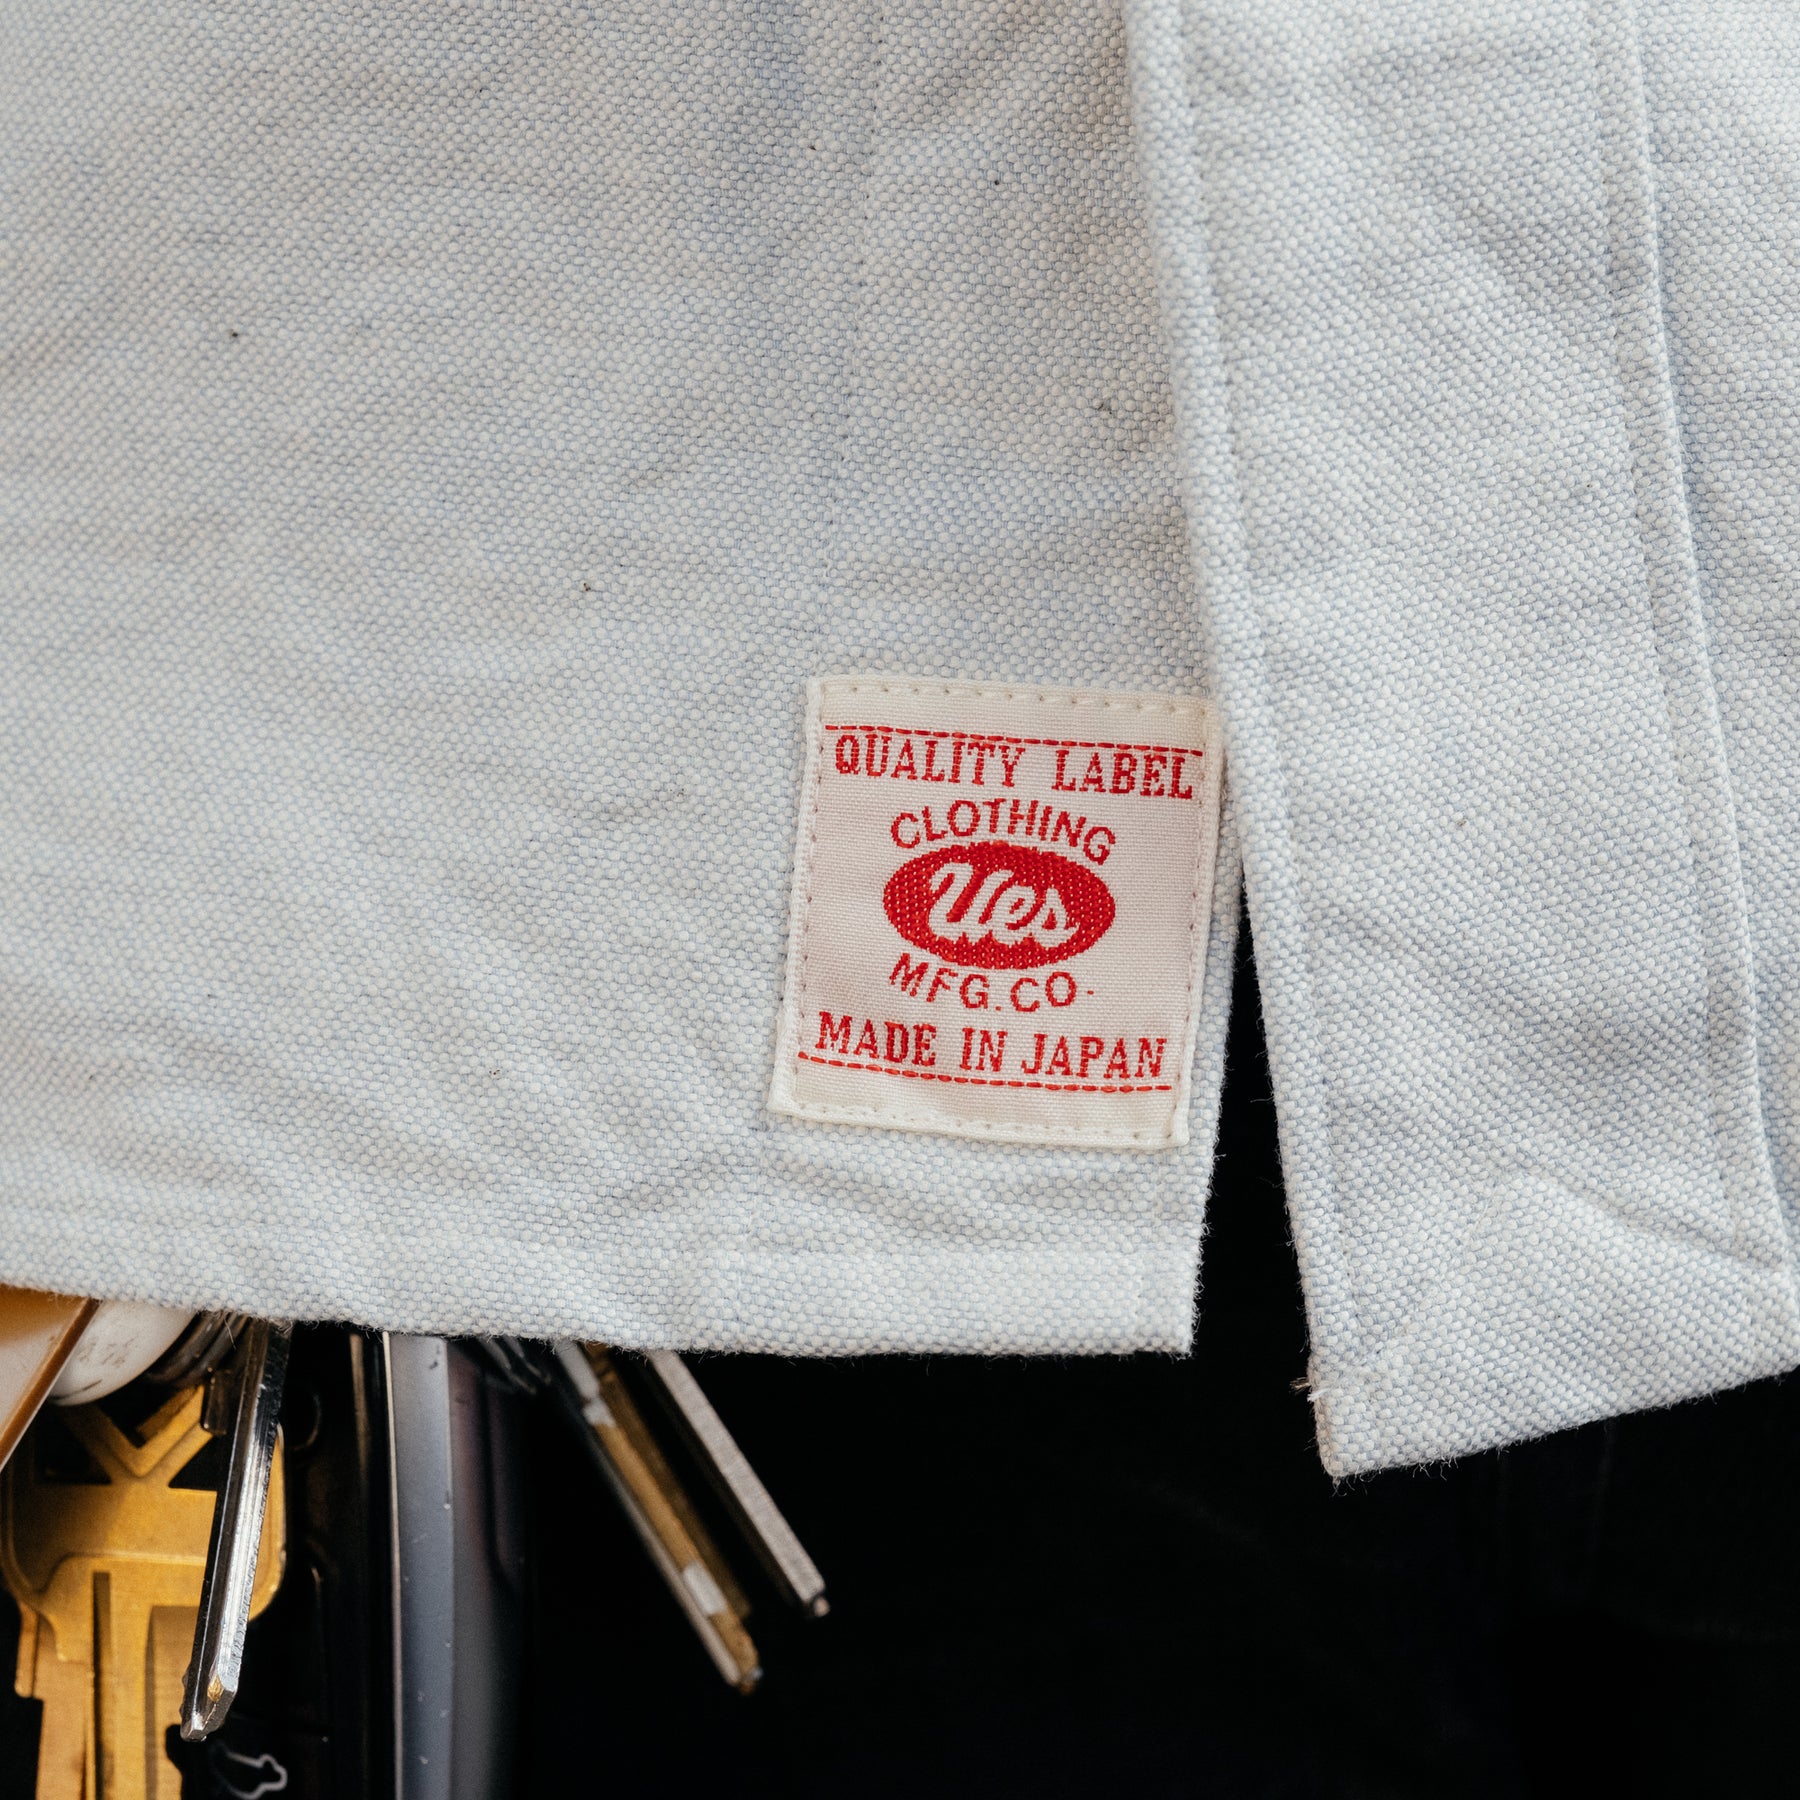 QUALITY LABEL
CLOTHING
Ues
MFG.CO.
MADE IN JAPAN